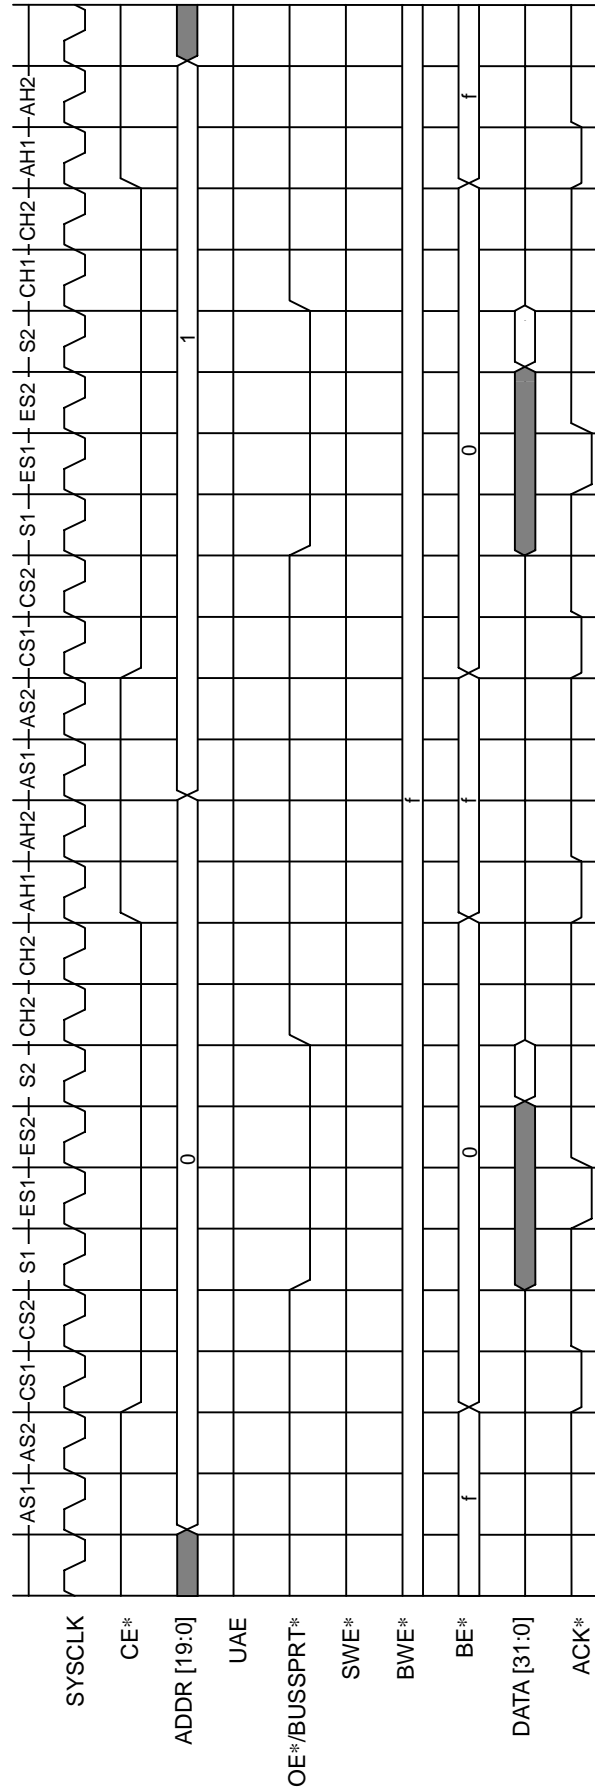 AS1 AS2 CS1 CS2 S1 ES1 ES2 S2 CH2 CH2 AH1 AH2 AS1 AS2 CS1 CS2 S1 ES1 ES2 S2 CH1 CH2 AH1 AH2
SYSCLK
CE*
ADDR [19:0] 0 1
UAE
OE*/BUSSPRT*
SWE*
BWE* f
BE* f 0 f 0 f
DATA [31:0]
ACK*